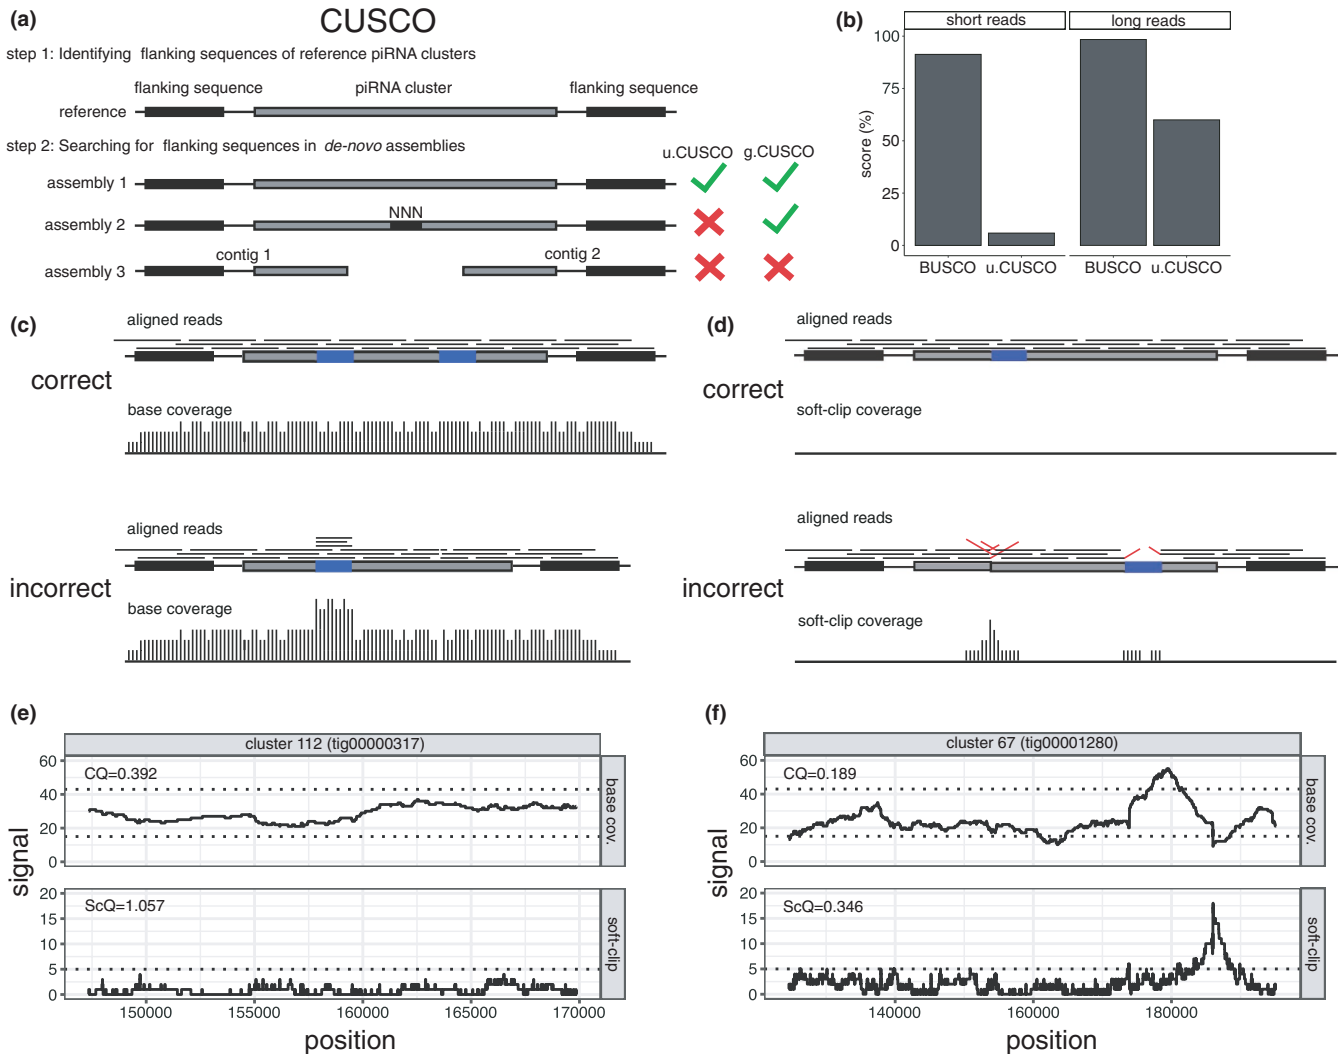 (a)
CUSCO
step 1: Identifying flanking sequences of reference piRNA clusters
flanking sequence
piRNA cluster
flanking sequence
reference
step 2: Searching for flanking sequences in de-novo assemblies
u.CUSCO
g.CUSCO
assembly 1
assembly 2
NNN
assembly 3
contig 1
contig 2
(b)
short reads
long reads
score (%)
100
75
50
25
0
BUSCO
u.CUSCO
BUSCO
u.CUSCO
(c)
aligned reads
correct
base coverage
aligned reads
incorrect
base coverage
(d)
aligned reads
correct
soft-clip coverage
aligned reads
incorrect
soft-clip coverage
(e)
cluster 112 (tig00000317)
signal
60
40
20
0
CQ=0.392
base cov.
20
15
10
5
0
ScQ=1.057
soft-clip
150000
155000
160000
165000
170000
position
(f)
cluster 67 (tig00001280)
signal
60
40
20
0
CQ=0.189
base cov.
20
15
10
5
0
ScQ=0.346
soft-clip
140000
160000
180000
position